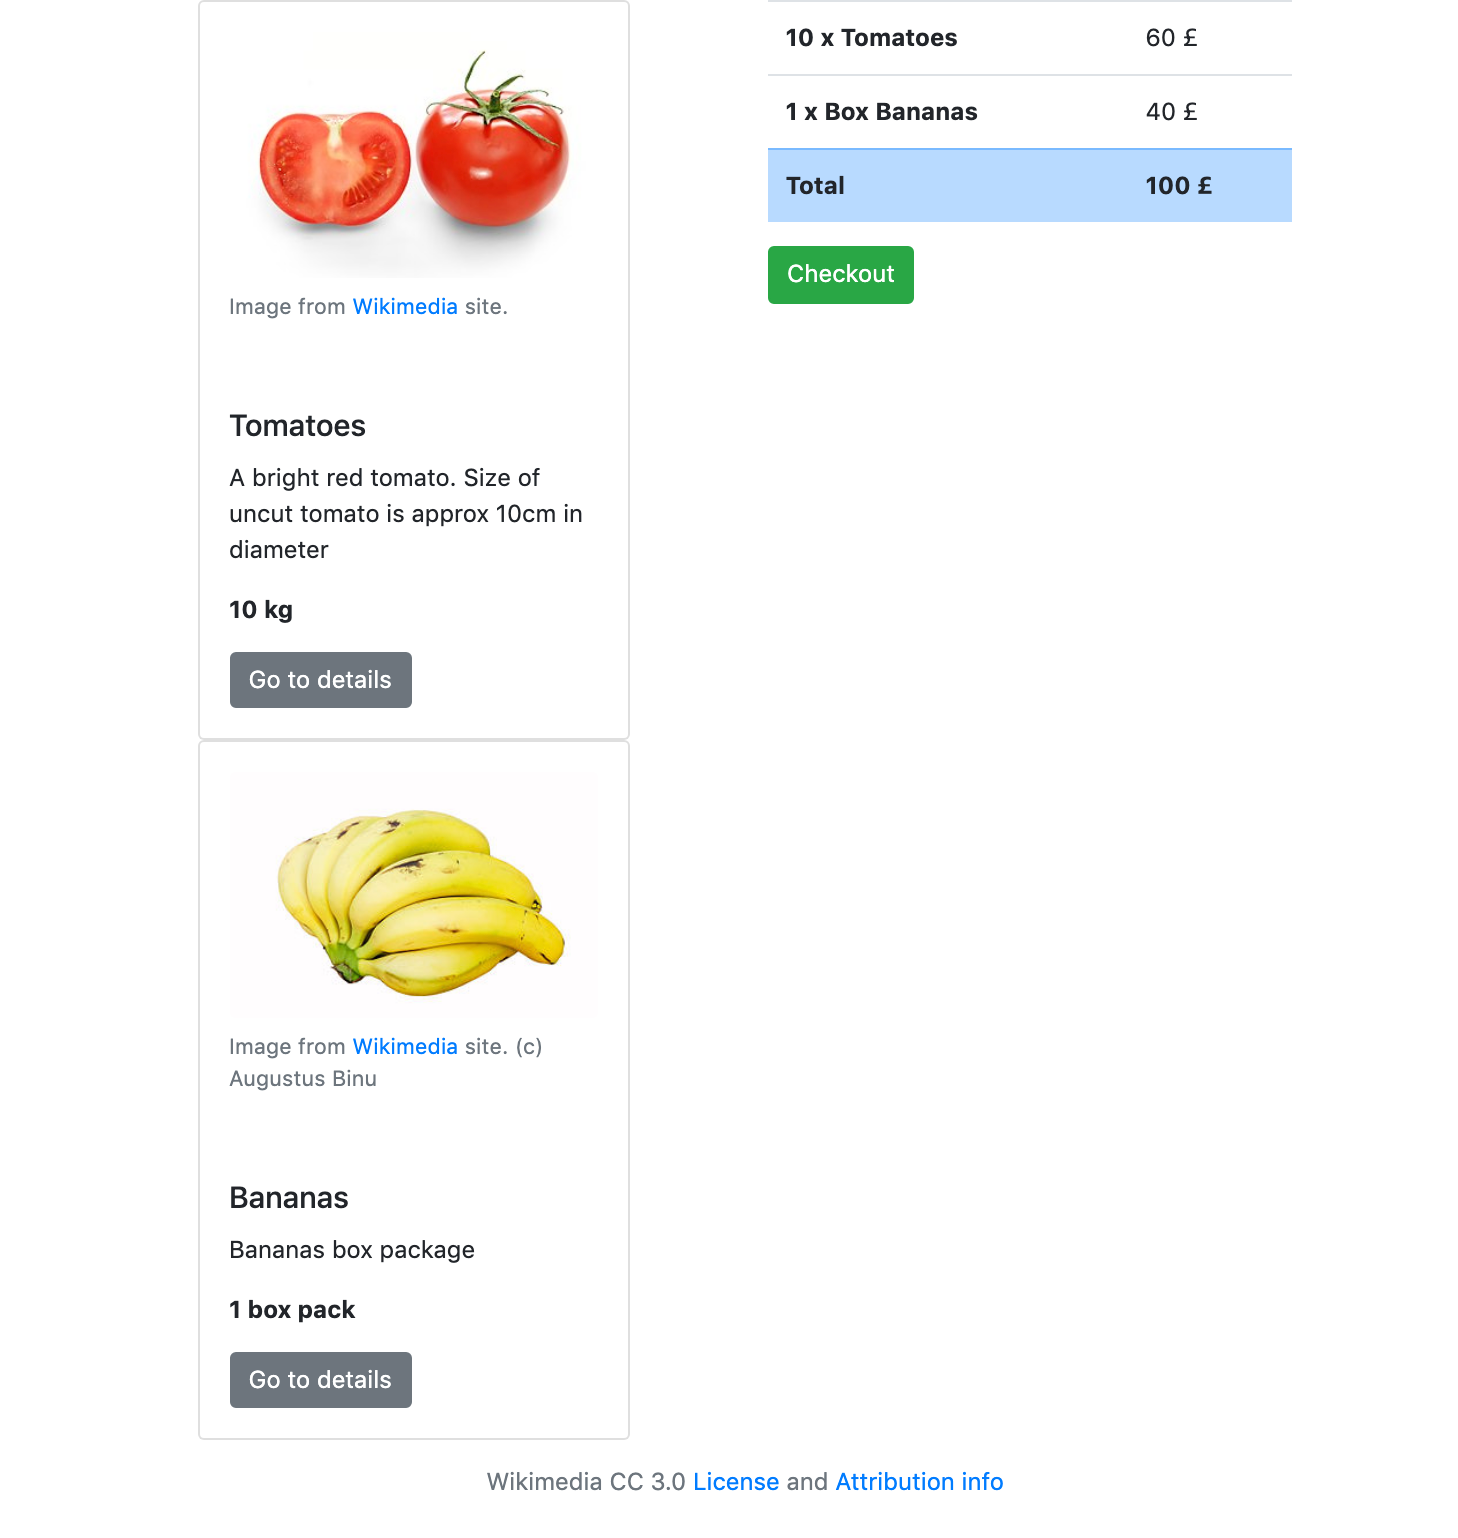 Image from Wikimedia site.
Tomatoes
A bright red tomato. Size of
uncut tomato is approx 10cm in
diameter
10 kg
Go to details
Image from Wikimedia site. (c)
Augustus Binu
Bananas
Bananas box package
1 box pack
Go to details
10 x Tomatoes 60 £
1 x Box Bananas 40 £
Total 100 £
Checkout
Wikimedia CC 3.0 License and Attribution info